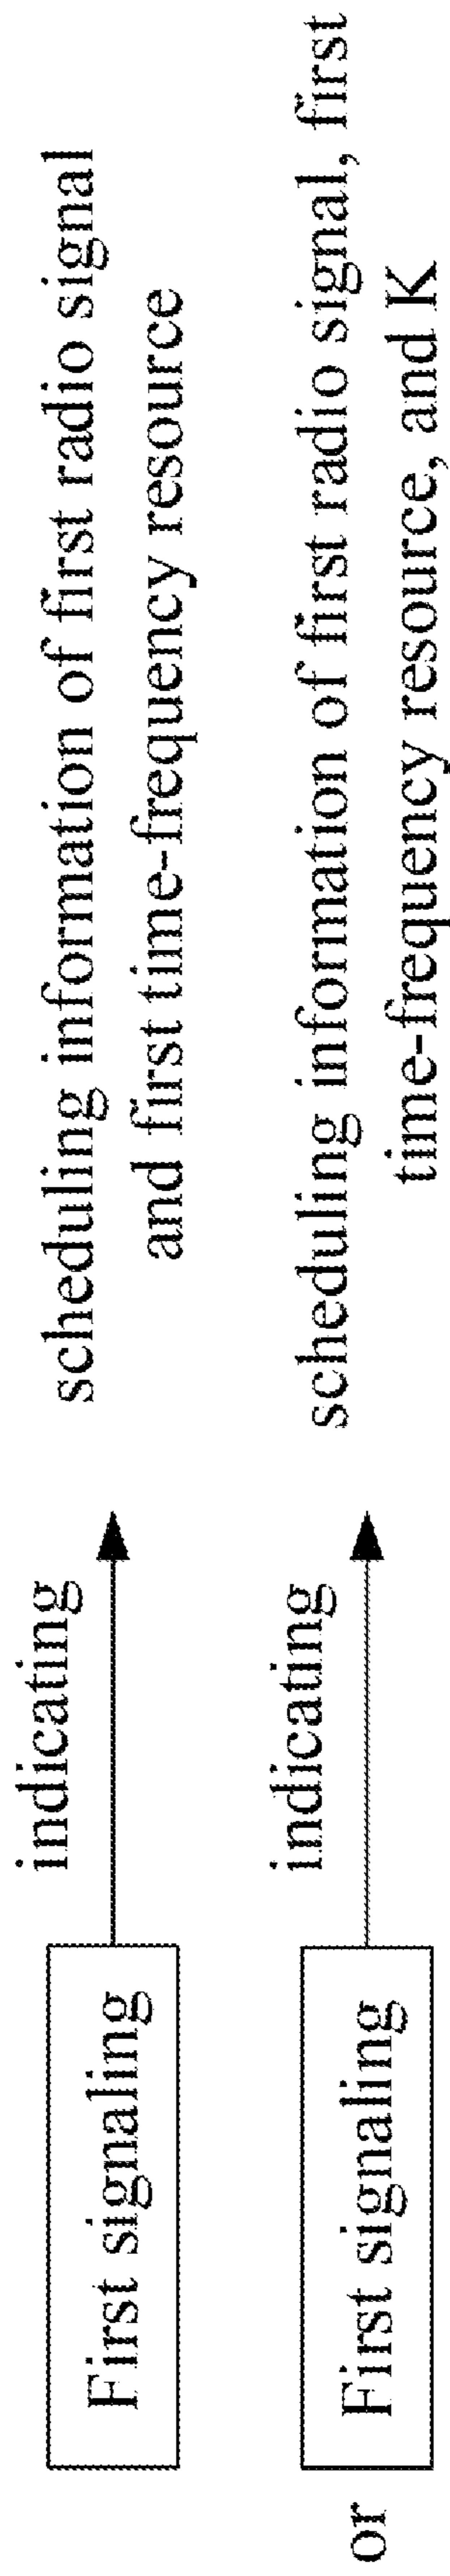 indicating
First signaling
scheduling information of first radio signal
and first time-frequency resource
or
indicating
First signaling
scheduling information of first radio signal, first
time-frequency resource, and K